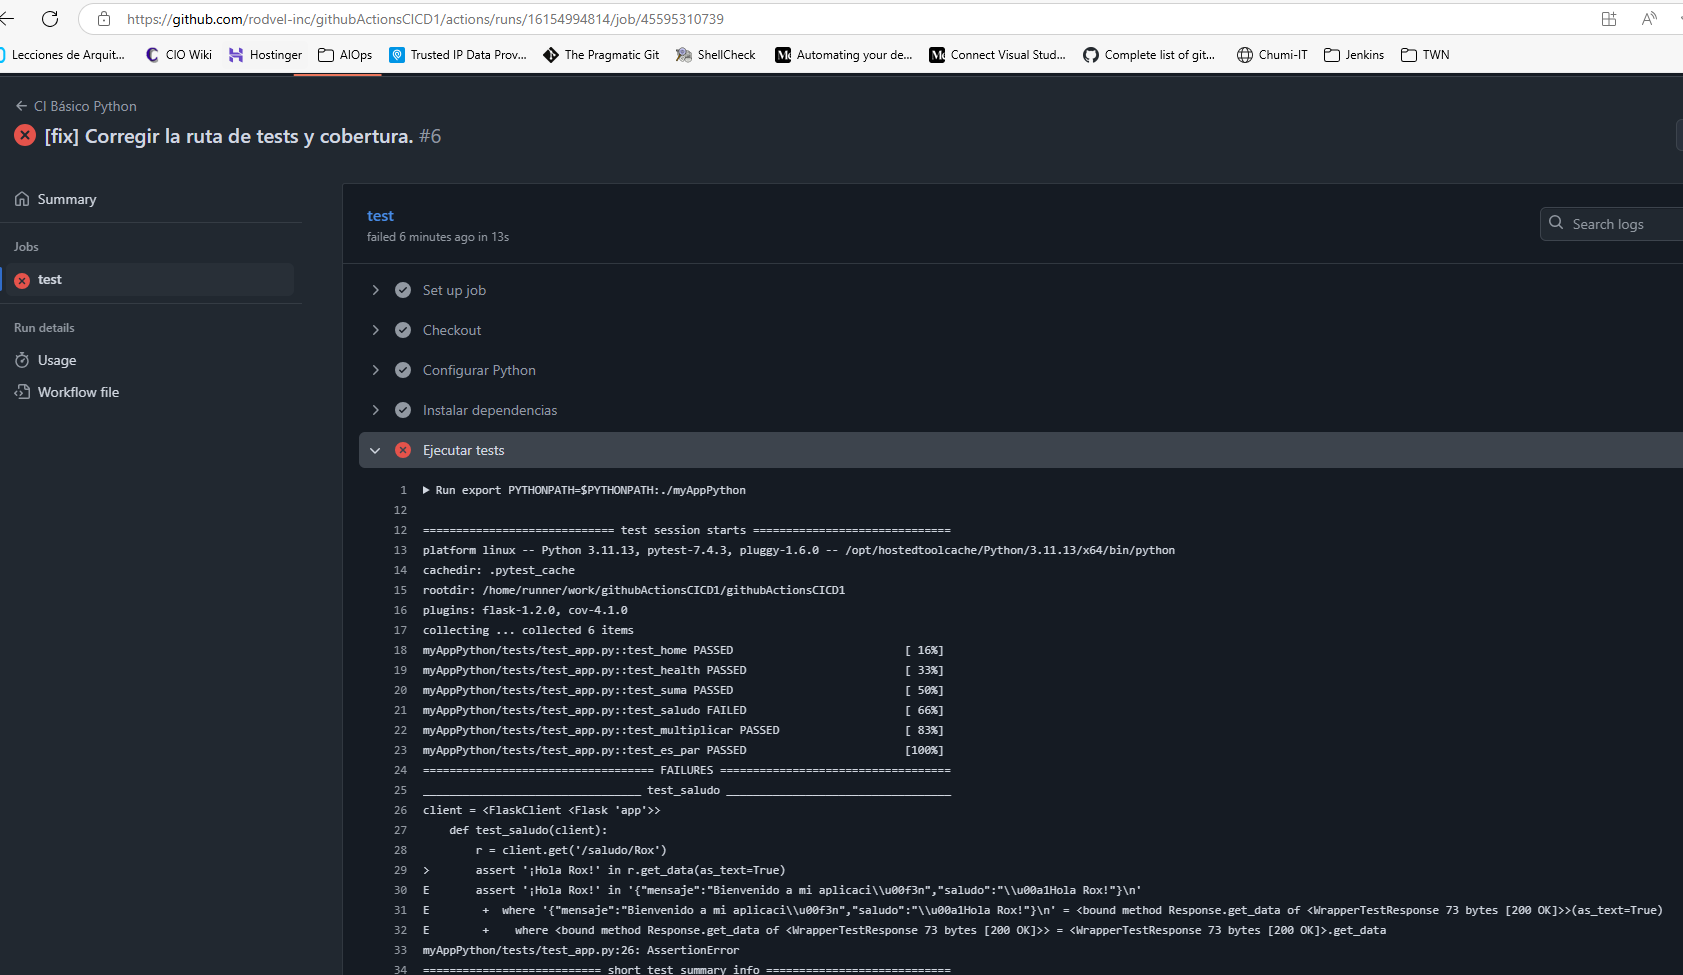 https://github.com/rodvel-inc/githubActionsCICD1/actions/runs/16154994814/job/45595310739
Lecciones de Arquit... CIO Wiki Hostinger AIOps Trusted IP Data Prov... The Pragmatic Git ShellCheck Automating your de... Connect Visual Stud... Complete list of git... Chumi-IT Jenkins TWN
CI Básico Python
[fix] Corregir la ruta de tests y cobertura. #6
Summary
Jobs
test
Run details
Usage
Workflow file
test
failed 6 minutes ago in 13s
Search logs
Set up job
Checkout
Configurar Python
Instalar dependencias
Ejecutar tests
1 ▶ Run export PYTHONPATH=$PYTHONPATH:./myAppPython
12
12 ============================= test session starts ==============================
13 platform linux -- Python 3.11.13, pytest-7.4.3, pluggy-1.6.0 -- /opt/hostedtoolcache/Python/3.11.13/x64/bin/python
14 cachedir: .pytest_cache
15 rootdir: /home/runner/work/githubActionsCICD1/githubActionsCICD1
16 plugins: flask-1.2.0, cov-4.1.0
17 collecting ... collected 6 items
18 myAppPython/tests/test_app.py::test_home PASSED [ 16%]
19 myAppPython/tests/test_app.py::test_health PASSED [ 33%]
20 myAppPython/tests/test_app.py::test_suma PASSED [ 50%]
21 myAppPython/tests/test_app.py::test_saludo FAILED [ 66%]
22 myAppPython/tests/test_app.py::test_multiplicar PASSED [ 83%]
23 myAppPython/tests/test_app.py::test_es_par PASSED [100%]
24 =================================== FAILURES ===================================
25 _________________________________ test_saludo __________________________________
26 client = <FlaskClient <Flask 'app'>>
27 def test_saludo(client):
28 r = client.get('/saludo/Rox')
29 > assert '¡Hola Rox!' in r.get_data(as_text=True)
30 E assert '¡Hola Rox!' in '{"mensaje":"Bienvenido a mi aplicaci\\u00f3n","saludo":"\\u00a1Hola Rox!"}\n'
31 E + where '{"mensaje":"Bienvenido a mi aplicaci\\u00f3n","saludo":"\\u00a1Hola Rox!"}\n' = <bound method Response.get_data of <WrapperTestResponse 73 bytes [200 OK]>>(as_text=True)
32 E + where <bound method Response.get_data of <WrapperTestResponse 73 bytes [200 OK]>> = <WrapperTestResponse 73 bytes [200 OK]>.get_data
33 myAppPython/tests/test_app.py:26: AssertionError
34 =========================== short test summary info ============================